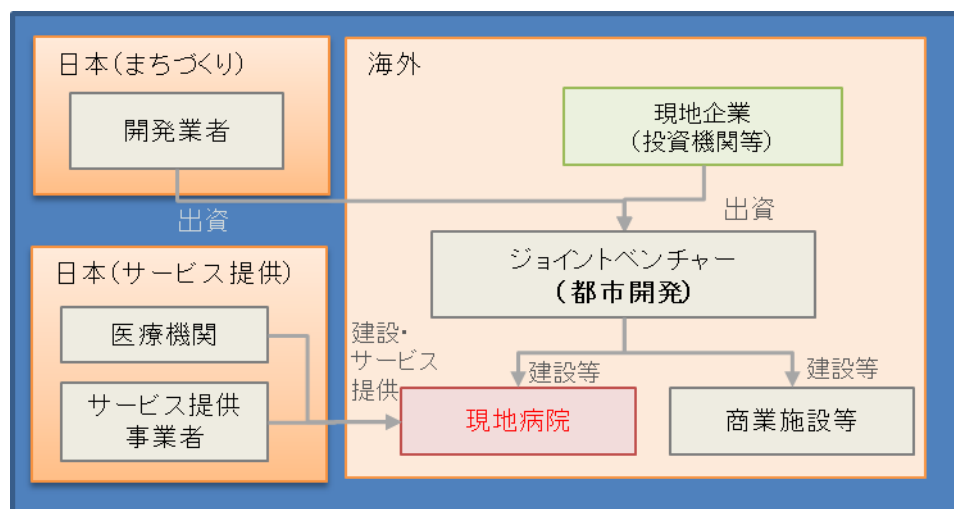 日本(まちづくり)
開発業者
出資
海外
現地企業
(投資機関等)
出資
ジョイントベンチャー
(都市開発)
日本(サービス提供)
医療機関
サービス提供
事業者
建設・
サービス
提供
建設等
建設等
現地病院
商業施設等